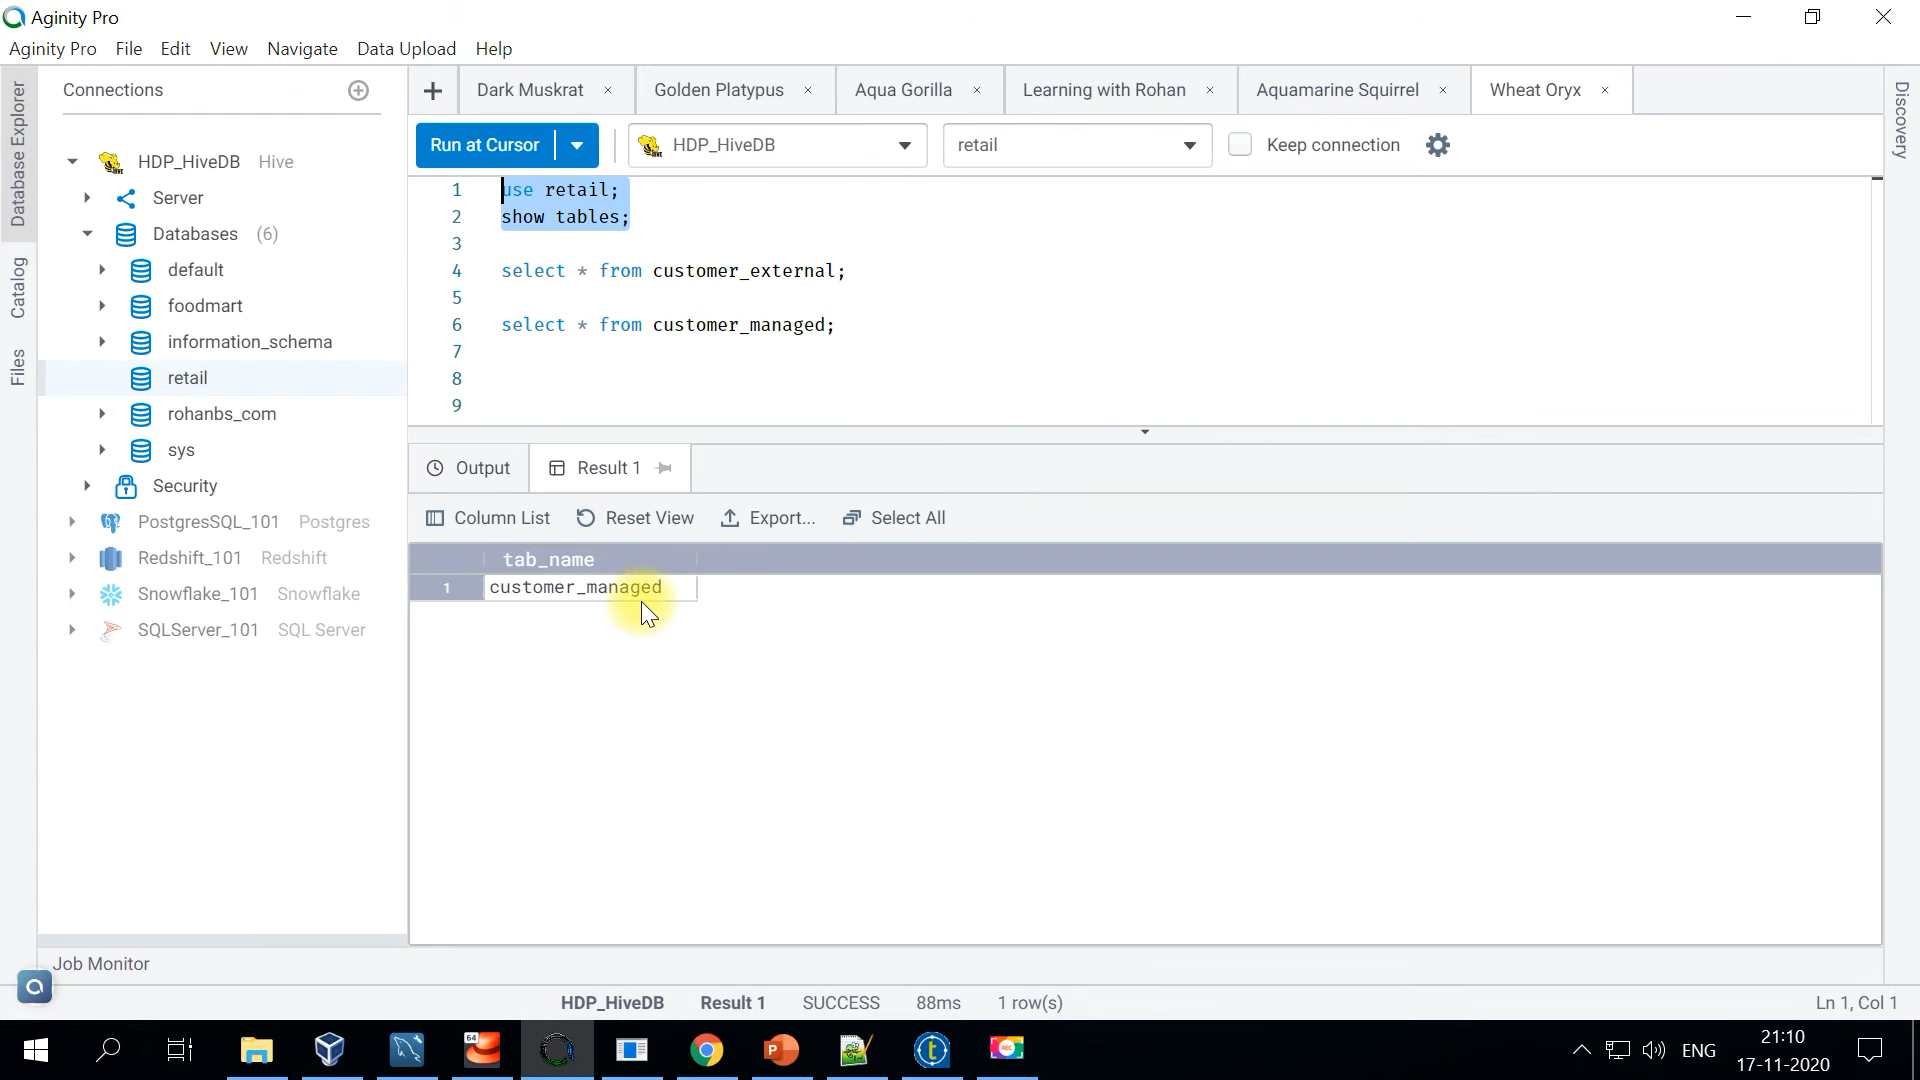 Aginity Pro
Aginity Pro File Edit View Navigate Data Upload Help
Database Explorer
Catalog
Files
Connections
HDP_HiveDB Hive
Server
Databases (6)
default
foodmart
information_schema
retail
rohanbs_com
sys
Security
PostgresSQL_101 Postgres
Redshift_101 Redshift
Snowflake_101 Snowflake
SQLServer_101 SQL Server
Dark Muskrat Golden Platypus Aqua Gorilla Learning with Rohan Aquamarine Squirrel Wheat Oryx
Discovery
Run at Cursor HDP_HiveDB retail Keep connection
1 use retail;
2 show tables;
3
4 select * from customer_external;
5
6 select * from customer_managed;
7
8
9
Output Result 1
Column List Reset View Export... Select All
tab_name
1 customer_managed
Job Monitor
HDP_HiveDB Result 1 SUCCESS 88ms 1 row(s) Ln 1, Col 1
64
REC
ENG
21:10
17-11-2020